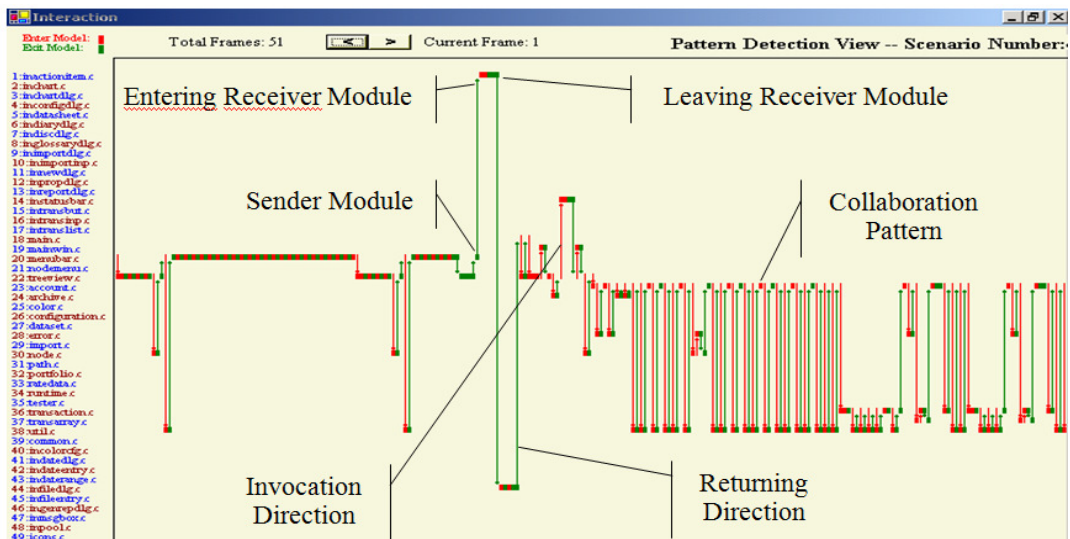 Interaction
Enter Model:
Exit Model:
Total Frames: 51
<
>
Current Frame: 1
Pattern Detection View -- Scenario Number:
1:inactionitem.c
2:inchart.c
3:inchartdlg.c
4:inconfigdlg.c
5:indatasheet.c
6:indiarydlg.c
7:indiscdlg.c
8:inglossarydlg.c
9:inimportdlg.c
10:inimportinp.c
11:innewdlg.c
12:inpropdlg.c
13:inreportdlg.c
14:instatusbar.c
15:intransbut.c
16:intransinp.c
17:intranslist.c
18:main.c
19:mainwin.c
20:menubar.c
21:nodemenu.c
22:treeview.c
23:account.c
24:archive.c
25:color.c
26:configuration.c
27:dataset.c
28:error.c
29:import.c
30:node.c
31:path.c
32:portfolio.c
33:ratedata.c
34:runtime.c
35:tester.c
36:transaction.c
37:transarray.c
38:util.c
39:common.c
40:incolorcfg.c
41:indatedlg.c
42:indateentry.c
43:indaterange.c
44:infiledlg.c
45:infileentry.c
46:ingenrepdlg.c
47:inmsgbox.c
48:inpool.c
49:icons.c
Entering Receiver Module
Leaving Receiver Module
Sender Module
Collaboration
Pattern
Invocation
Direction
Returning
Direction